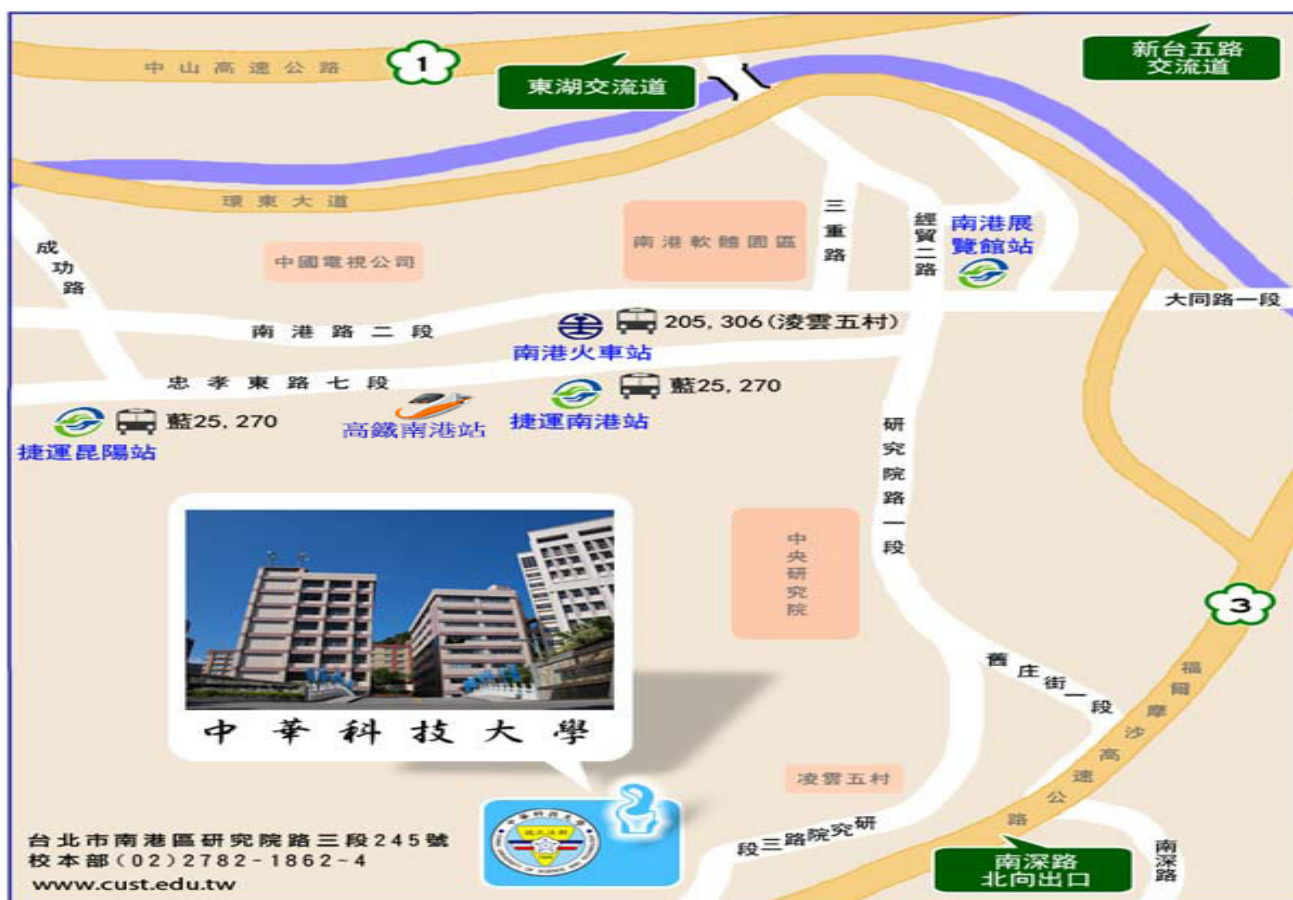 中山高速公路
1
東湖交流道
新台五路
交流道
環東大道
成功路
中國電視公司
南港軟體園區
三重路
經貿二路
南港展
覽館站
大同路一段
南港路二段
205, 306(淩雲五村)
南港火車站
忠孝東路七段
藍25, 270
捷運昆陽站
高鐵南港站
藍25, 270
捷運南港站
研究院路一段
中央研究院
3
舊庄街一段
福爾摩沙高速公路
中華科技大學
凌雲五村
研究院路三段
南深路
南深路
北向出口
中華科技大學
台北市南港區研究院路三段245號
校本部(02)2782-1862~4
www.cust.edu.tw